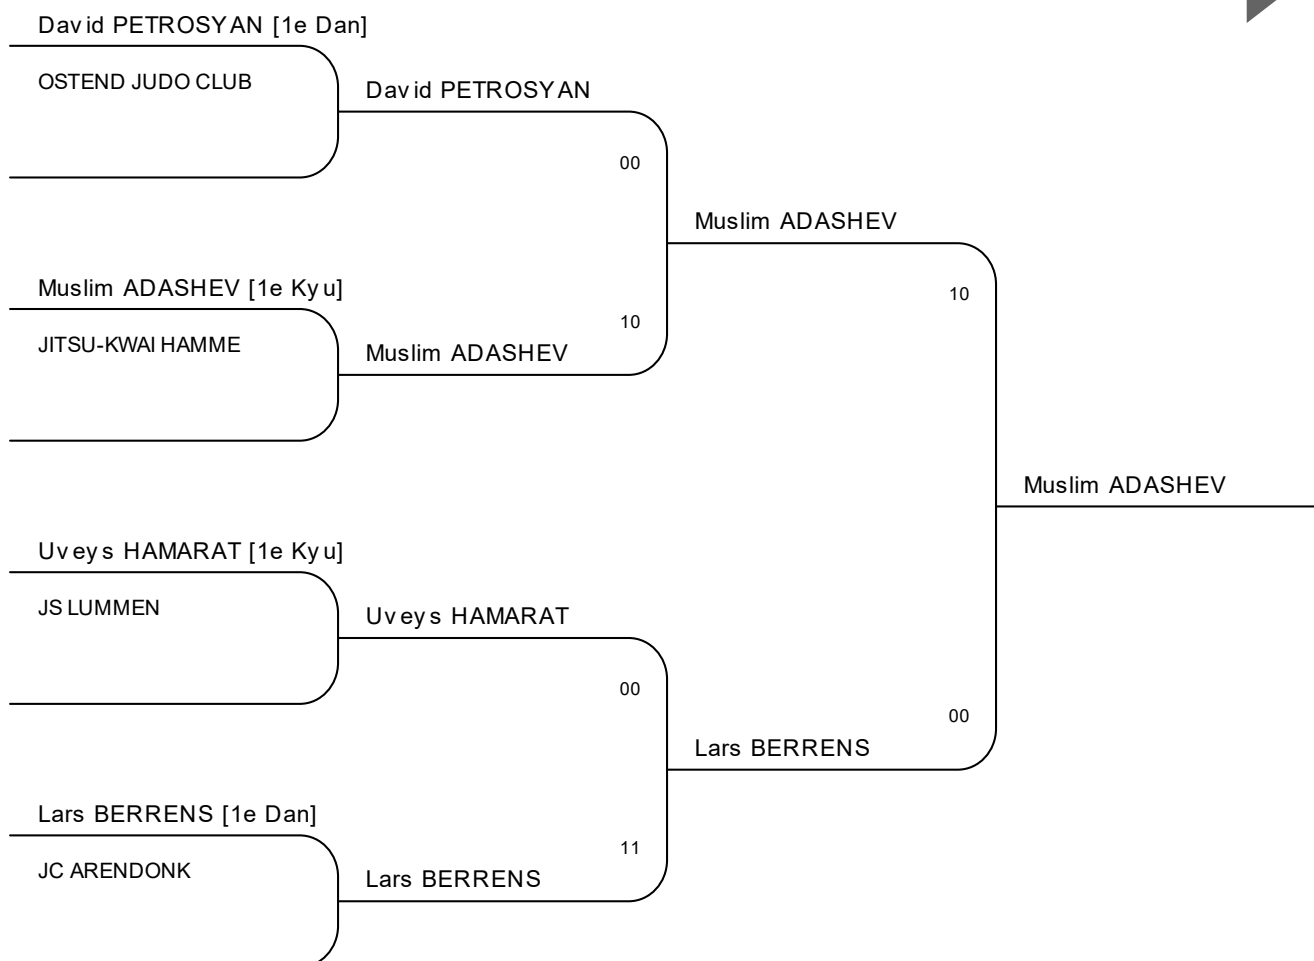 David PETROSYAN [1e Dan]
OSTEND JUDO CLUB
David PETROSYAN
00
Muslim ADASHEV
10
Muslim ADASHEV [1e Kyu]
10
JITSU-KWAI HAMME
Muslim ADASHEV
Muslim ADASHEV
Uveys HAMARAT [1e Kyu]
JS LUMMEN
Uveys HAMARAT
00
00
Lars BERRENS
Lars BERRENS [1e Dan]
11
JC ARENDONK
Lars BERRENS